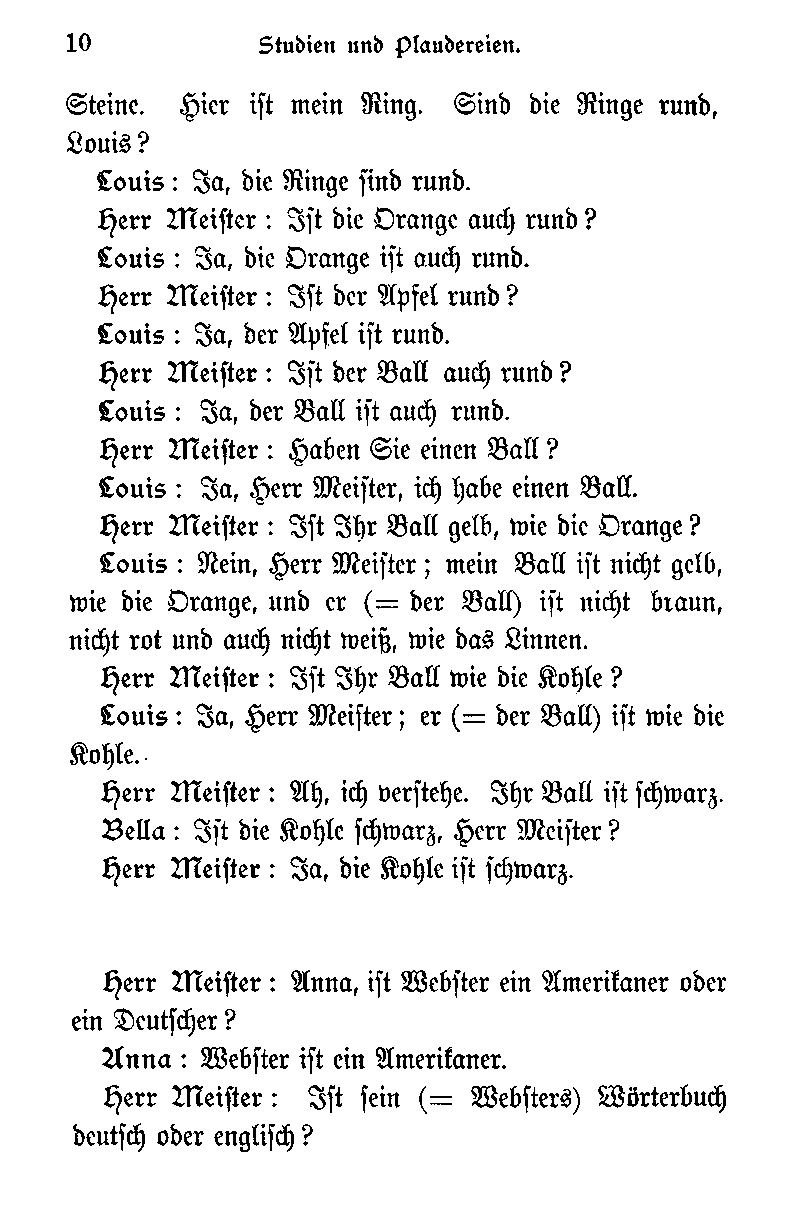 10 Studien und Plaudereien.
Steine. Hier ist mein Ring. Sind die Ringe rund,
Louis?
Louis: Ja, die Ringe sind rund.
Herr Meister: Ist die Orange auch rund?
Louis: Ja, die Orange ist auch rund.
Herr Meister: Ist der Apfel rund?
Louis: Ja, der Apfel ist rund.
Herr Meister: Ist der Ball auch rund?
Louis: Ja, der Ball ist auch rund.
Herr Meister: Haben Sie einen Ball?
Louis: Ja, Herr Meister, ich habe einen Ball.
Herr Meister: Ist Ihr Ball gelb, wie die Orange?
Louis: Nein, Herr Meister; mein Ball ist nicht gelb,
wie die Orange, und er (= der Ball) ist nicht braun,
nicht rot und auch nicht weiß, wie das Linnen.
Herr Meister: Ist Ihr Ball wie die Kohle?
Louis: Ja, Herr Meister; er (= der Ball) ist wie die
Kohle.
Herr Meister: Ah, ich verstehe. Ihr Ball ist schwarz.
Bella: Ist die Kohle schwarz, Herr Meister?
Herr Meister: Ja, die Kohle ist schwarz.
Herr Meister: Anna, ist Webster ein Amerikaner oder
ein Deutscher?
Anna: Webster ist ein Amerikaner.
Herr Meister: Ist sein (= Websters) Wörterbuch
deutsch oder englisch?